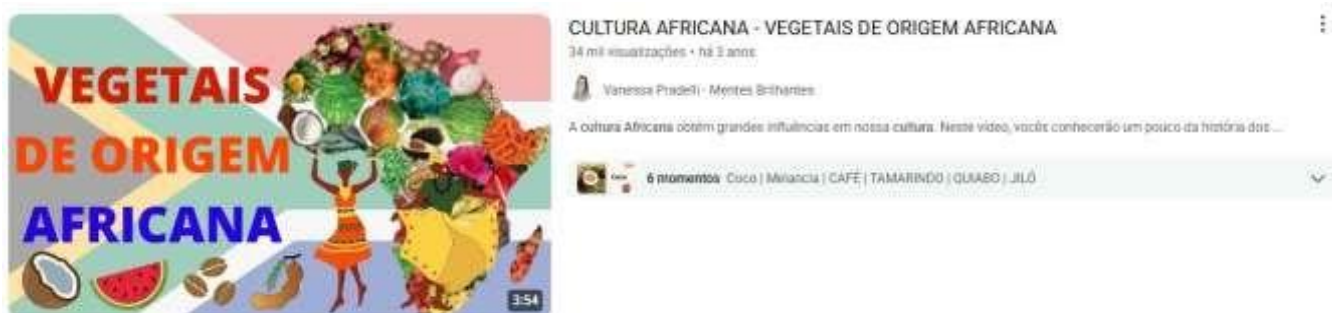 VEGETAIS
DE ORIGEM
AFRICANA
3:54
CULTURA AFRICANA - VEGETAIS DE ORIGEM AFRICANA
34 mil visualizações • há 3 anos
Vanessa Pradelli - Mentes Brilhantes
A cultura Africana obtém grandes influências em nossa cultura. Neste vídeo, vocês conhecerão um pouco da história dos ...
6 momentos Coco | Melancia | CAFÉ | TAMARINDO | QUIABO | JILÓ